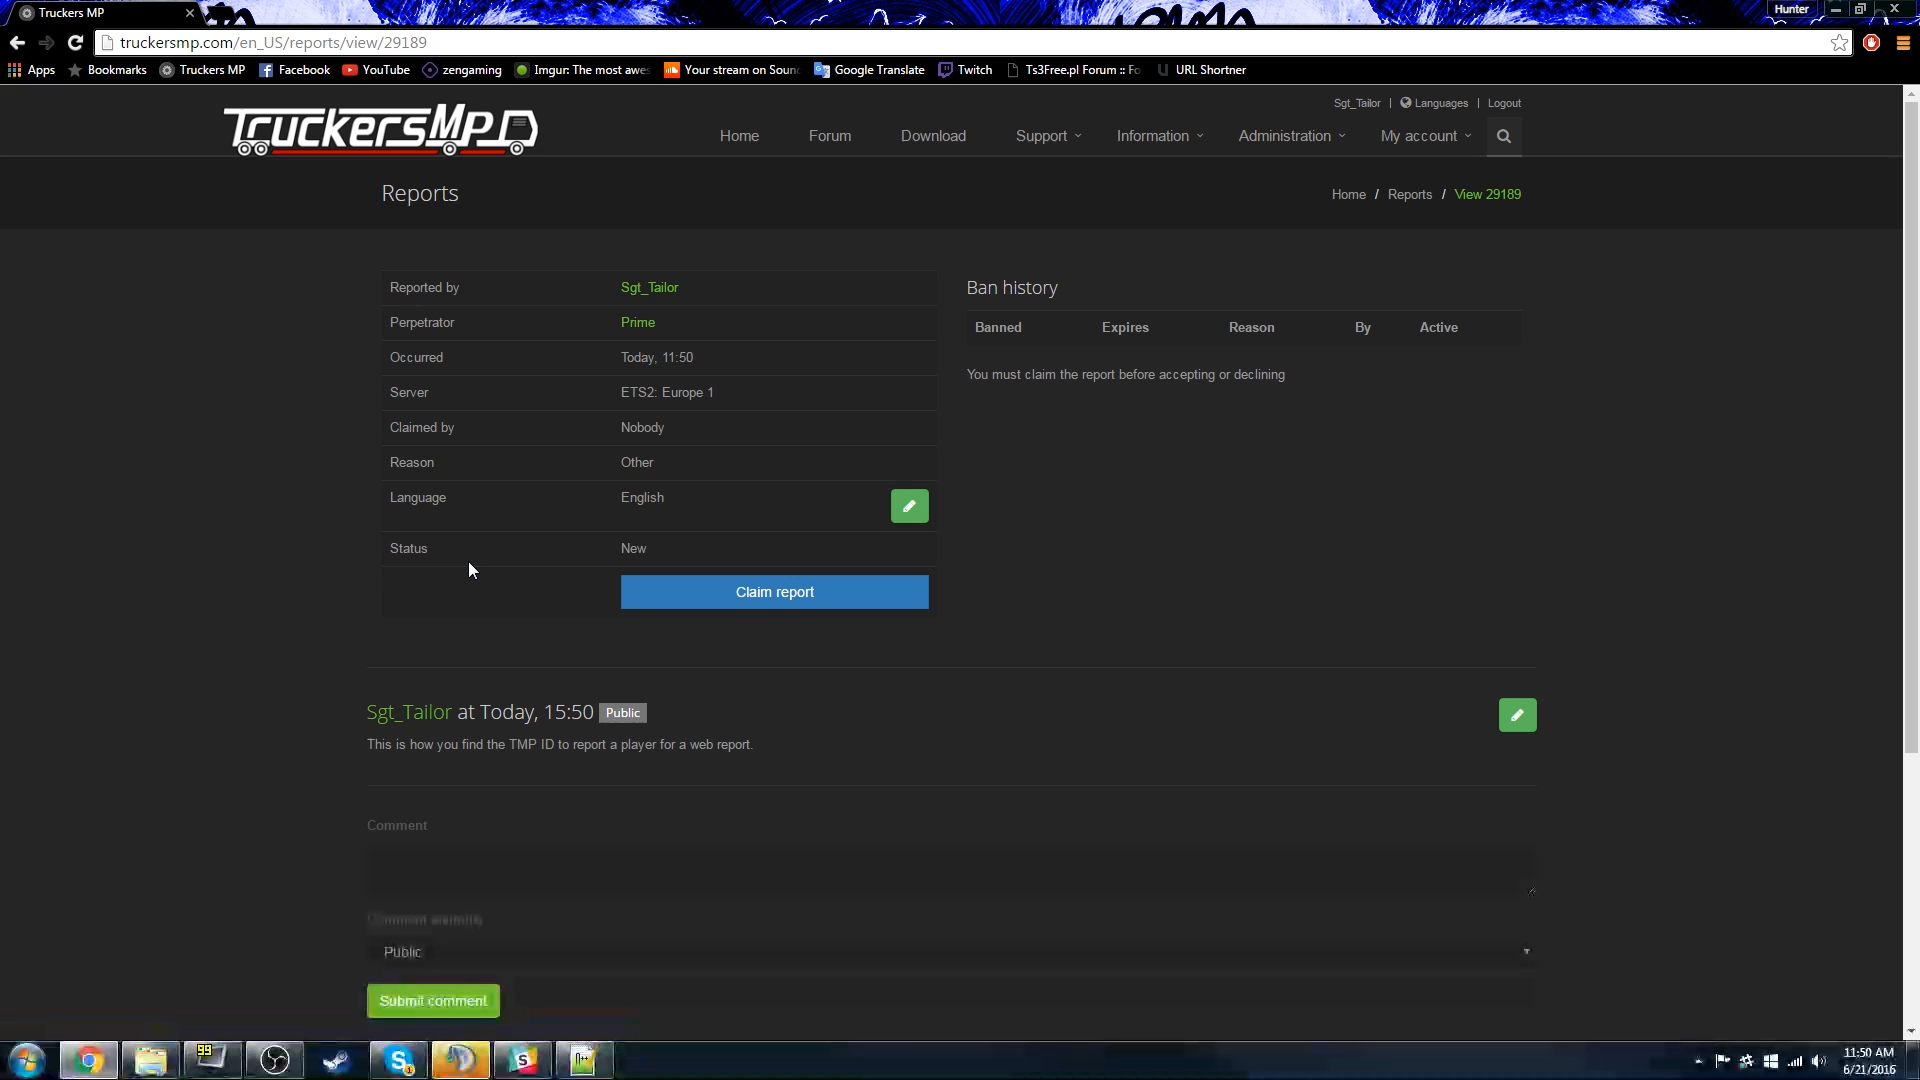 Truckers MP
Hunter
truckersmp.com/en_US/reports/view/29189
Apps Bookmarks Truckers MP Facebook YouTube zengaming Imgur: The most awes Your stream on Soun Google Translate Twitch Ts3Free.pl Forum :: Fo URL Shortner
Sgt_Tailor | Languages | Logout
TruckersMP
Home Forum Download Support Information Administration My account
Reports
Home / Reports / View 29189
Reported by Sgt_Tailor
Perpetrator Prime
Occurred Today, 11:50
Server ETS2: Europe 1
Claimed by Nobody
Reason Other
Language English
Status New
Claim report
Ban history
Banned Expires Reason By Active
You must claim the report before accepting or declining
Sgt_Tailor at Today, 15:50 Public
This is how you find the TMP ID to report a player for a web report.
Comment
Public
Submit comment
99
11:50 AM
6/21/2016